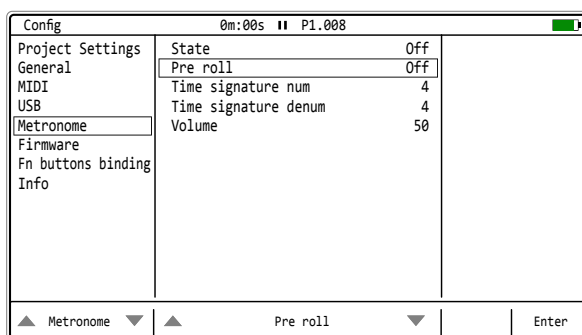 Config 0m:00s P1.008
Project Settings
General
MIDI
USB
Metronome
Firmware
Fn buttons binding
Info
State Off
Pre roll Off
Time signature num 4
Time signature denum 4
Volume 50
Metronome Pre roll Enter